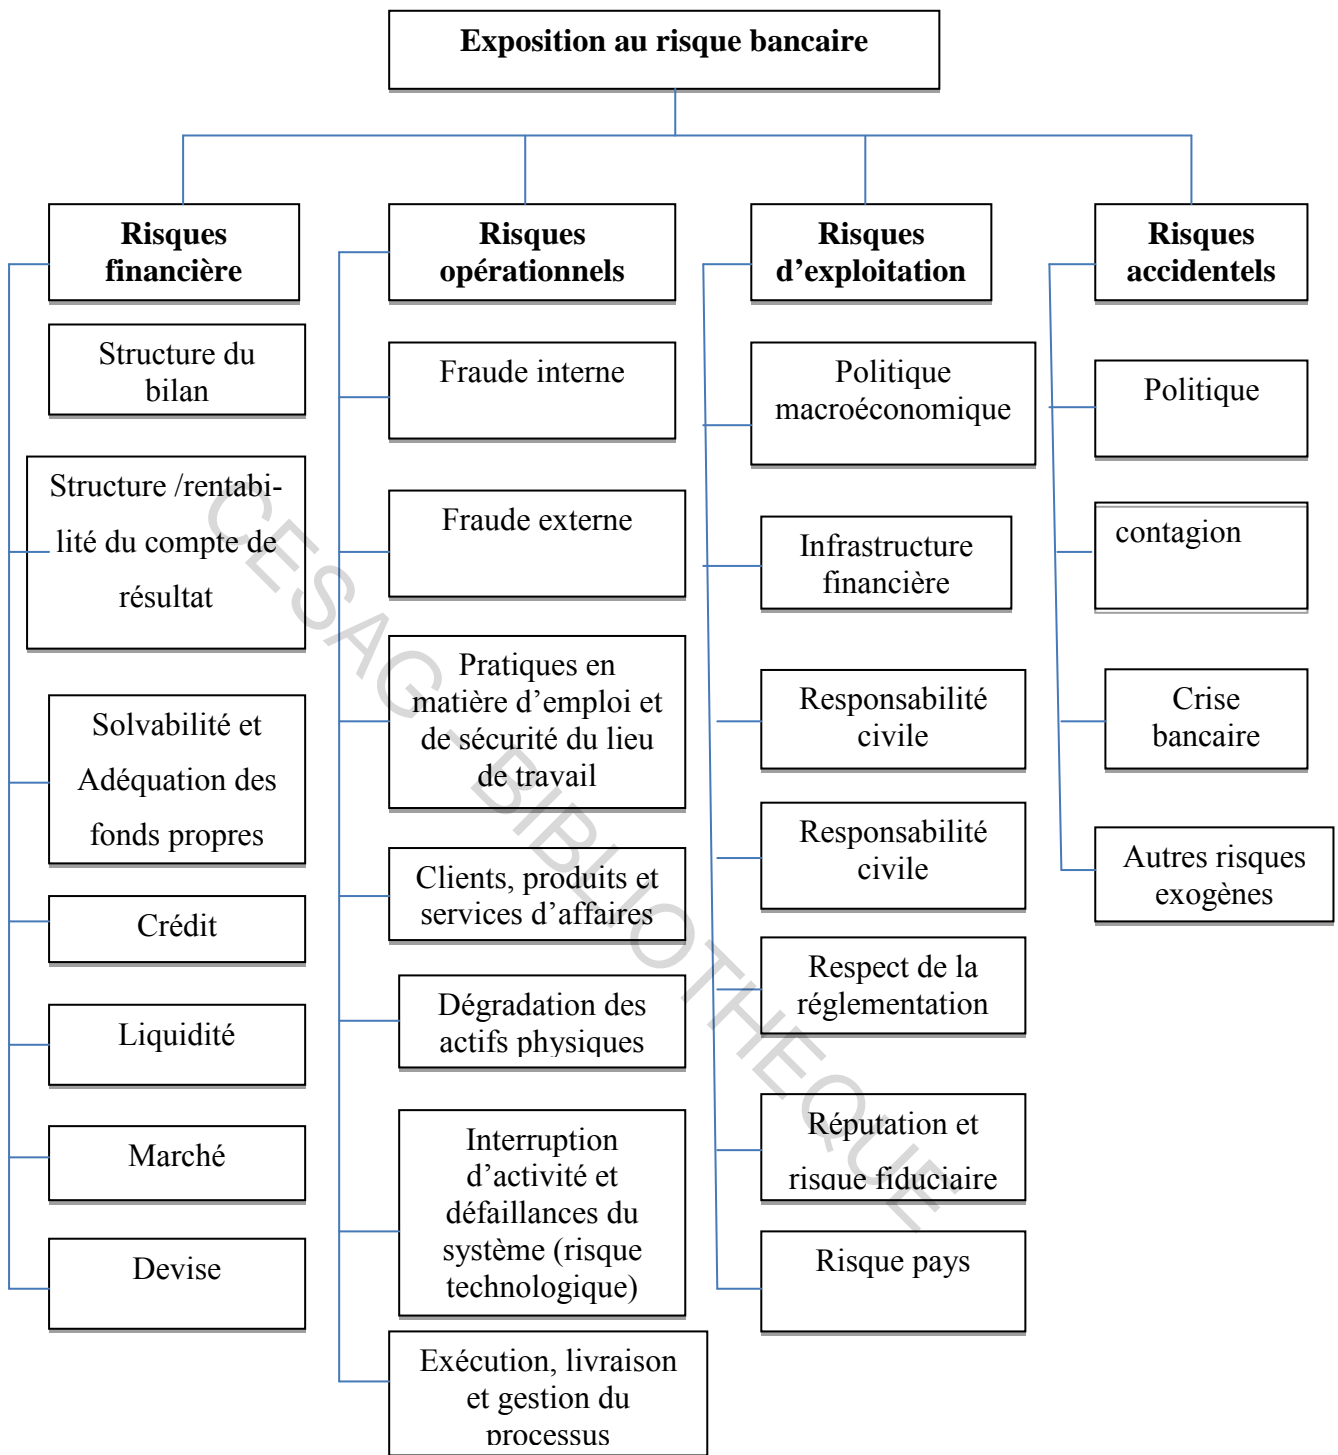 Exposition au risque bancaire
Risques
financière
Structure du
bilan
Structure /rentabi-
lité du compte de
résultat
Solvabilité et
Adéquation des
fonds propres
Crédit
Liquidité
Marché
Devise
Risques
opérationnels
Fraude interne
Fraude externe
Pratiques en
matière d’emploi et
de sécurité du lieu
de travail
Clients, produits et
services d’affaires
Dégradation des
actifs physiques
Interruption
d’activité et
défaillances du
système (risque
technologique)
Exécution, livraison
et gestion du
processus
Risques
d’exploitation
Politique
macroéconomique
Infrastructure
financière
Responsabilité
civile
Responsabilité
civile
Respect de la
réglementation
Réputation et
risque fiduciaire
Risque pays
Risques
accidentels
Politique
contagion
Crise
bancaire
Autres risques
exogènes
CESAG - BIBLIOTHEQUE